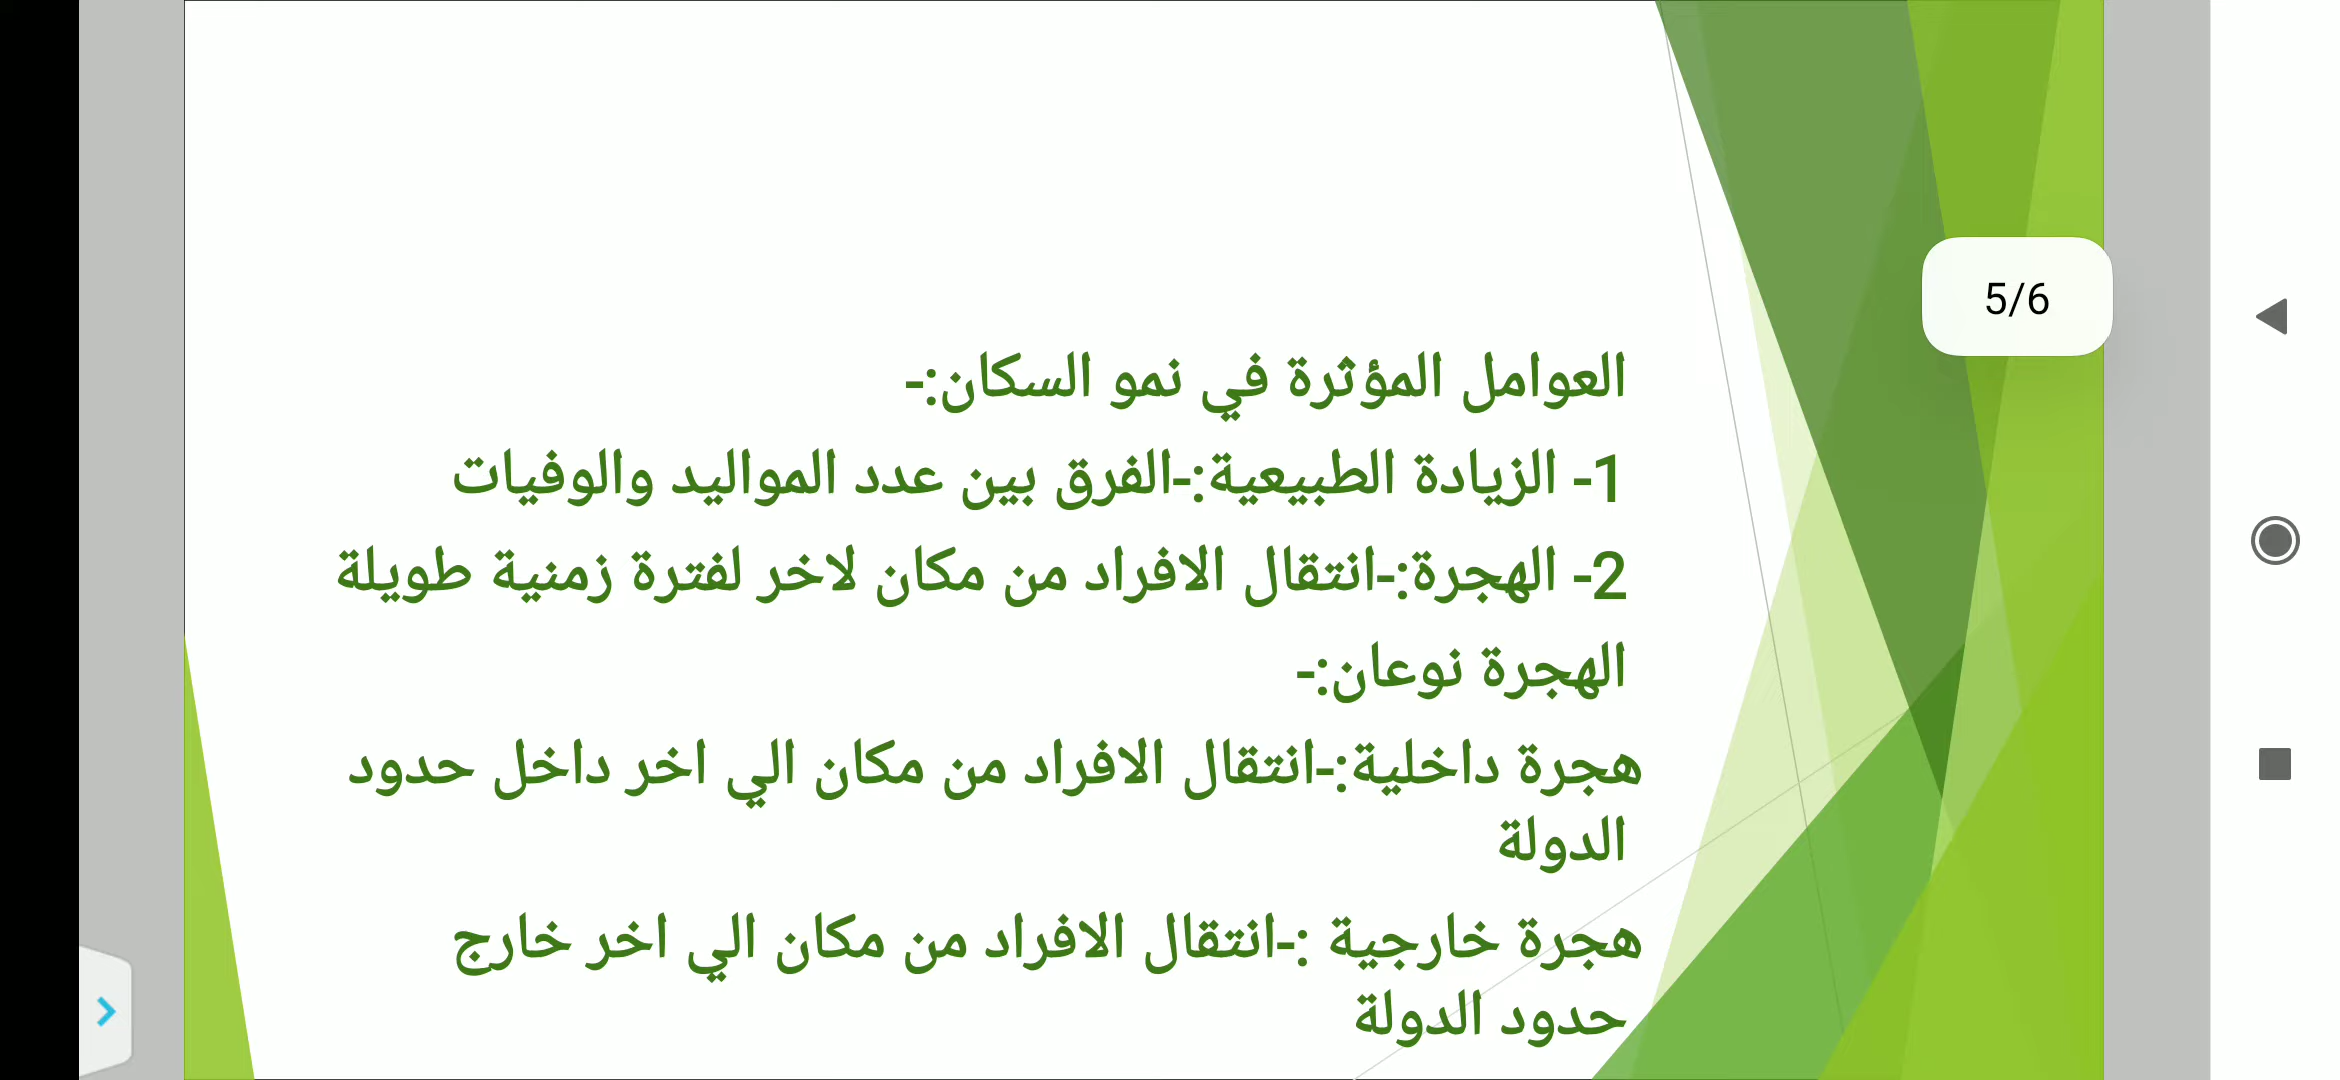 العوامل المؤثرة في نمو السكان:-
1- الزيادة الطبيعية:-الفرق بين عدد المواليد والوفيات
2- الهجرة:-انتقال الافراد من مكان لاخر لفترة زمنية طويلة
الهجرة نوعان:-
هجرة داخلية:-انتقال الافراد من مكان الي اخر داخل حدود
الدولة
هجرة خارجية :-انتقال الافراد من مكان الي اخر خارج
حدود الدولة
5/6